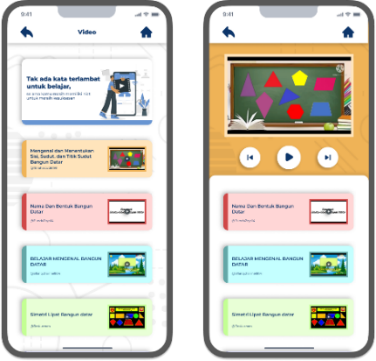 9:41
Video
Tak ada kata terlambat
untuk belajar,
Mengenal dan Menentukan
Sisi, Sudut, dan Titik Sudut
Bangun Datar
Nama Dan Bentuk Bangun
Datar
BELAJAR MENGENAL BANGUN
DATAR
Simetri Lipat Bangun datar
9:41
Nama Dan Bentuk Bangun
Datar
BELAJAR MENGENAL BANGUN
DATAR
Simetri Lipat Bangun datar